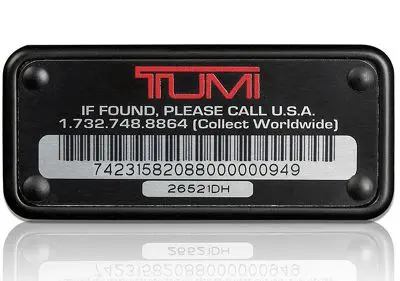 TUMI
IF FOUND, PLEASE CALL U.S.A.
1.732.748.8864 (Collect Worldwide)
74231582088000000949
26521DH